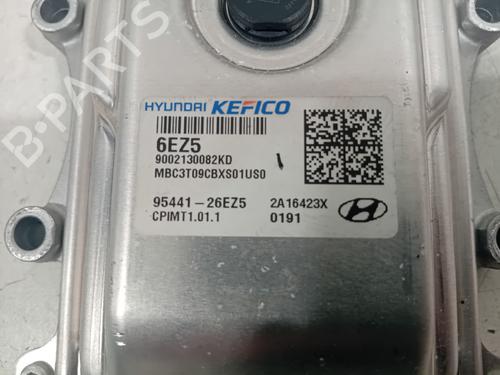 HYUNDAI KEFICO
6EZ5
9002130082KD
MBC3T09CBXS01US0
95441-26EZ5 2A16423X
CPIMT1.01.1 0191
B-PARTS